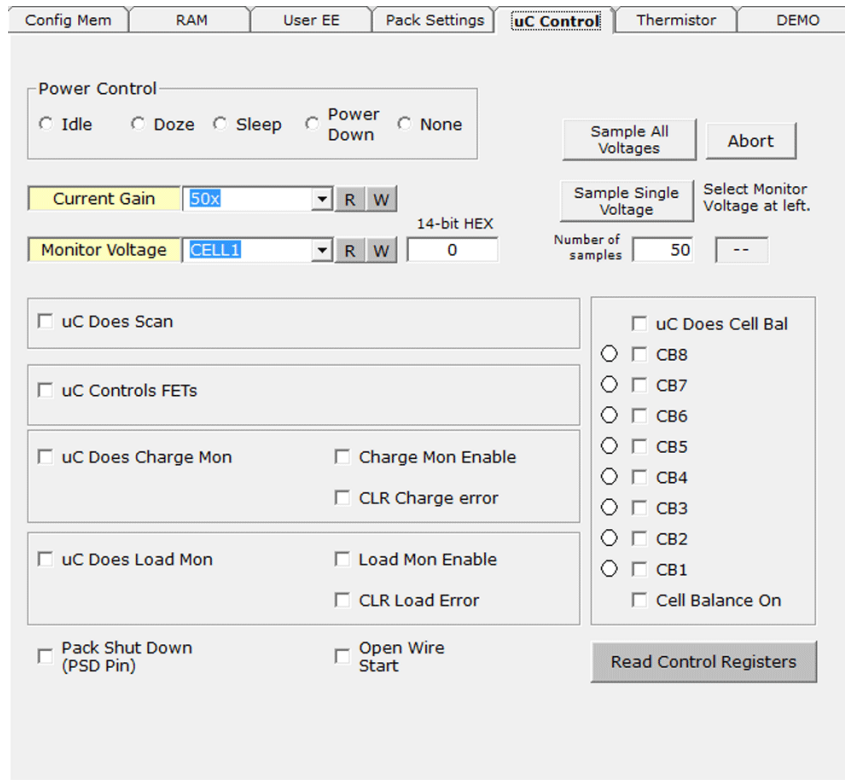 Config Mem RAM User EE Pack Settings uC Control Thermistor DEMO
Power Control
Idle Doze Sleep Power Down None
Sample All Voltages
Abort
Current Gain 50x R W
Sample Single Voltage
Select Monitor Voltage at left.
14-bit HEX
Monitor Voltage CELL1 R W 0
Number of samples 50 --
uC Does Scan
uC Controls FETs
uC Does Charge Mon Charge Mon Enable
CLR Charge error
uC Does Load Mon Load Mon Enable
CLR Load Error
Pack Shut Down
(PSD Pin)
Open Wire
Start
uC Does Cell Bal
CB8
CB7
CB6
CB5
CB4
CB3
CB2
CB1
Cell Balance On
Read Control Registers